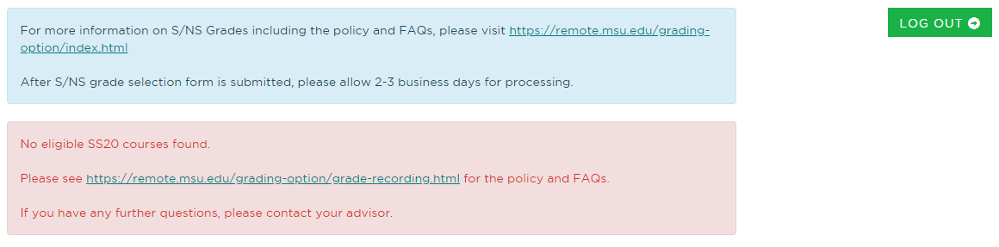 For more information on S/NS Grades including the policy and FAQs, please visit https://remote.msu.edu/grading-
option/index.html
After S/NS grade selection form is submitted, please allow 2-3 business days for processing.
LOG OUT
No eligible SS20 courses found.
Please see https://remote.msu.edu/grading-option/grade-recording.html for the policy and FAQs.
If you have any further questions, please contact your advisor.